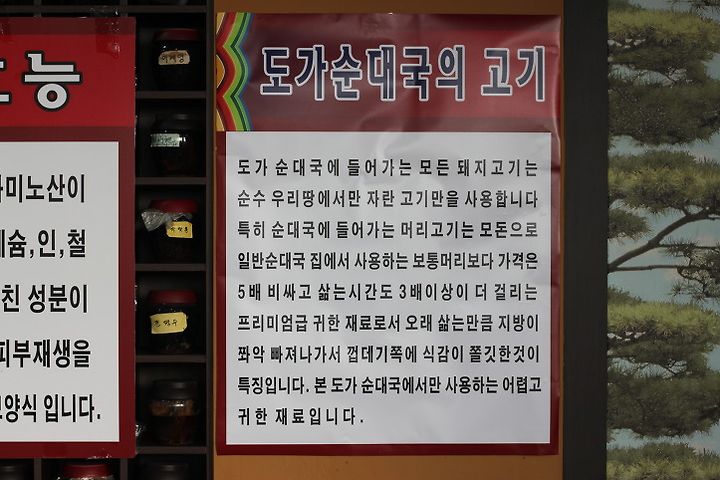 능
아미노산이
슘,인,철
친 성분이
피부재생을
양식 입니다.
도가순대국의 고기
도가 순대국에 들어가는 모든 돼지고기는
순수 우리땅에서만 자란 고기만을 사용합니다
특히 순대국에 들어가는 머리고기는 모돈으로
일반순대국 집에서 사용하는 보통머리보다 가격은
5배 비싸고 삶는시간도 3배이상이 더 걸리는
프리미엄급 귀한 재료로서 오래 삶는만큼 지방이
쫘악 빠져나가서 껍데기쪽에 식감이 쫄깃한것이
특징입니다. 본 도가 순대국에서만 사용하는 어렵고
귀한 재료입니다.